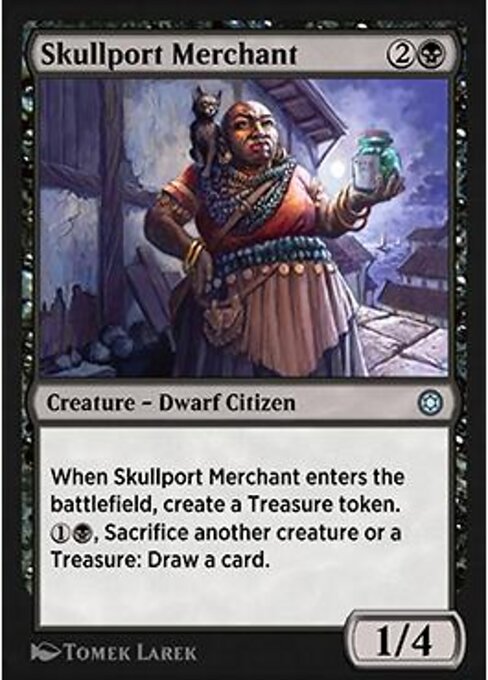 Skullport Merchant 2
Creature – Dwarf Citizen
When Skullport Merchant enters the
battlefield, create a Treasure token.
1, Sacrifice another creature or a
Treasure: Draw a card.
1/4
Tomek Larek